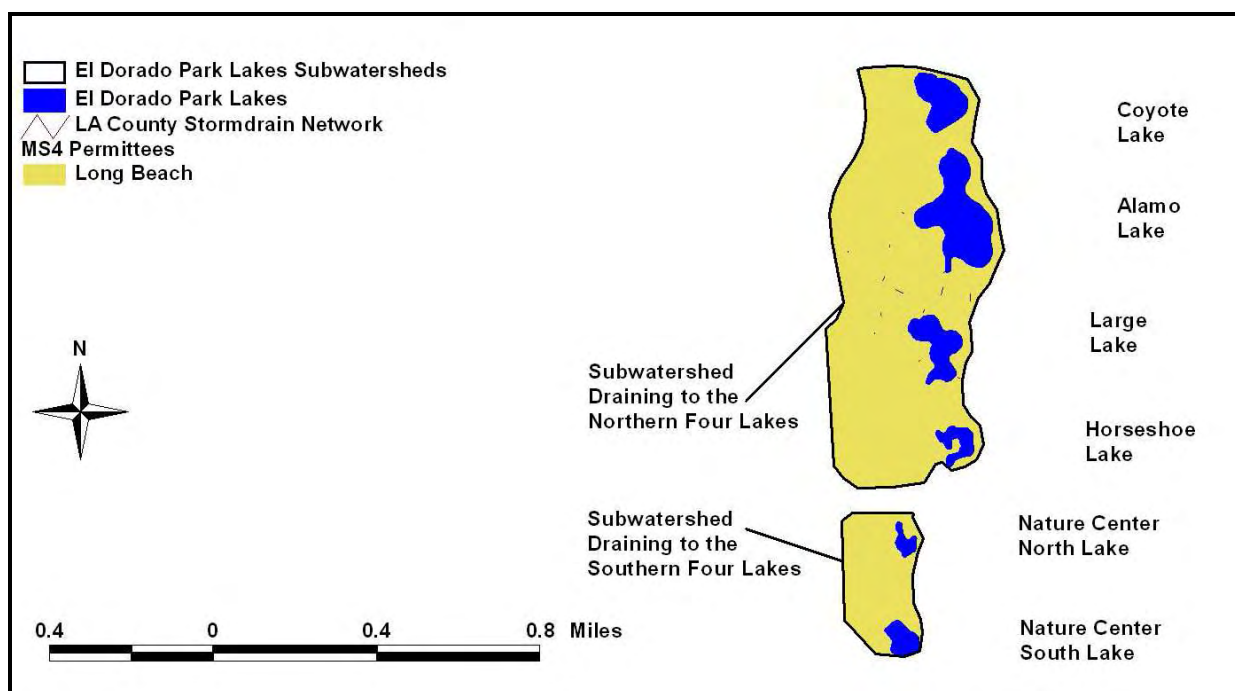 El Dorado Park Lakes Subwatersheds
El Dorado Park Lakes
LA County Stormdrain Network
MS4 Permittees
Long Beach
Coyote
Lake
Alamo
Lake
Large
Lake
Horseshoe
Lake
Nature Center
North Lake
Nature Center
South Lake
Subwatershed
Draining to the
Northern Four Lakes
Subwatershed
Draining to the
Southern Four Lakes
N
0.4 0 0.4 0.8 Miles